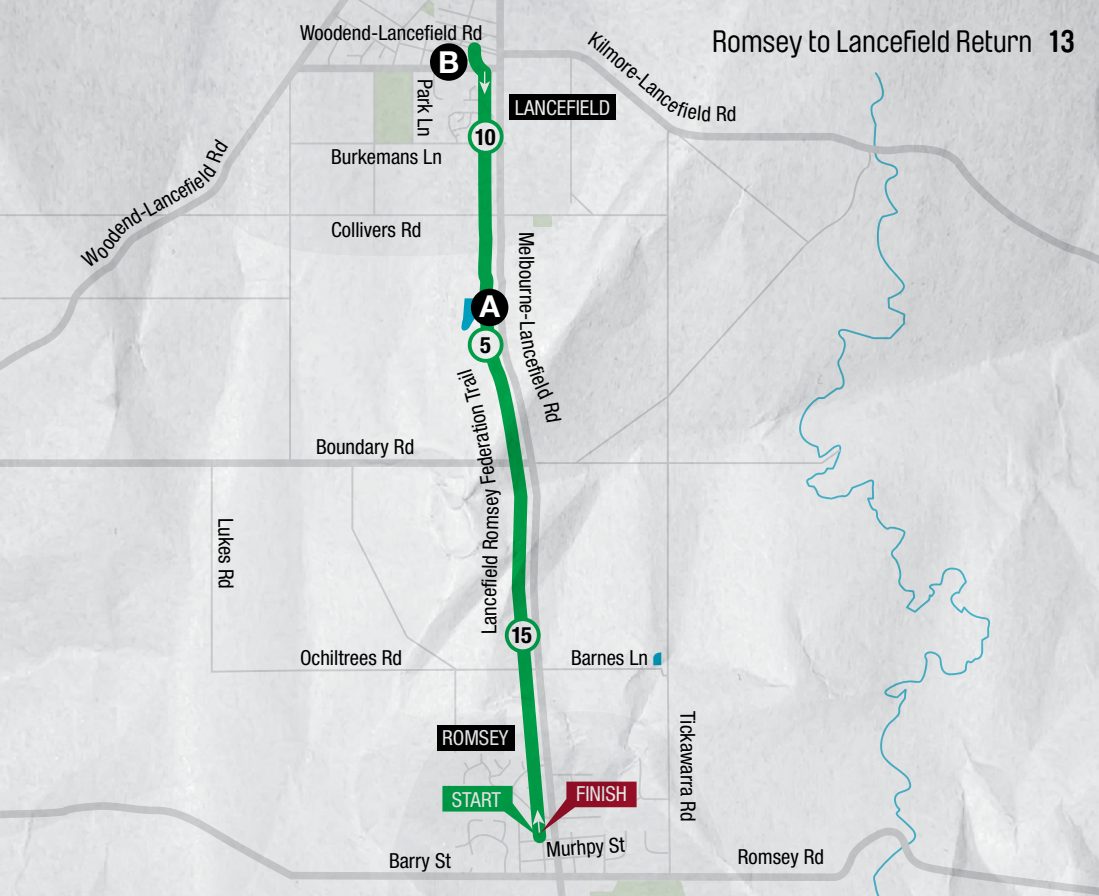 Romsey to Lancefield Return 13
Woodend-Lancefield Rd
B
Kilmore-Lancefield Rd
Park Ln
LANCEFIELD
10
Burkemans Ln
Woodend-Lancefield Rd
Collivers Rd
Melbourne-Lancefield Rd
A
5
Lancefield Romsey Federation Trail
Boundary Rd
Lukes Rd
15
Ochiltrees Rd
Barnes Ln
Tickawarra Rd
ROMSEY
START
FINISH
Murhpy St
Barry St
Romsey Rd